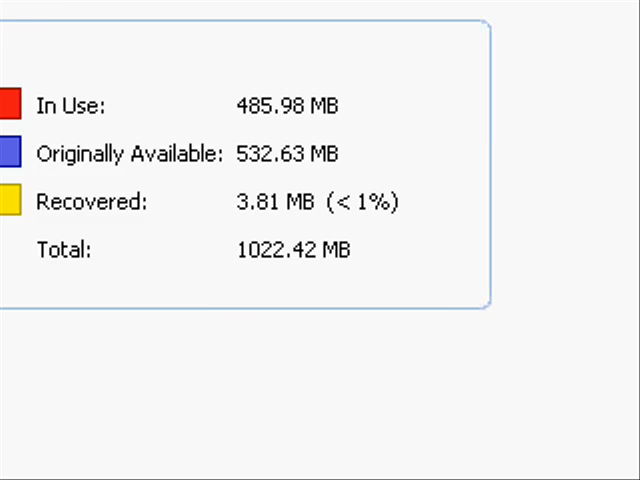 In Use: 485.98 MB
Originally Available: 532.63 MB
Recovered: 3.81 MB (< 1%)
Total: 1022.42 MB